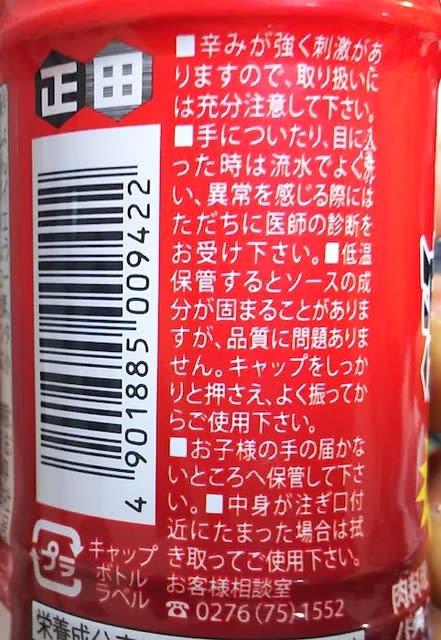 正田
■辛みが強く刺激があ
りますので、取り扱いに
は充分注意して下さい。
■手についたり、目に入
った時は流水でよく洗
い、異常を感じる際には
ただちに医師の診断を
お受け下さい。■低温
保管するとソースの成
分が固まることがありま
すが、品質に問題ありま
せん。キャップをしっか
りと押さえ、よく振ってか
らご使用下さい。
■お子様の手の届かな
いところへ保管して下さ
い。■中身が注ぎ口付
近にたまった場合は拭
き取ってご使用下さい。
お客様相談室
☎ 0276(75)1552
4 901885 009422
プラ
キャップ
ボトル
ラベル
栄養成分
肉料